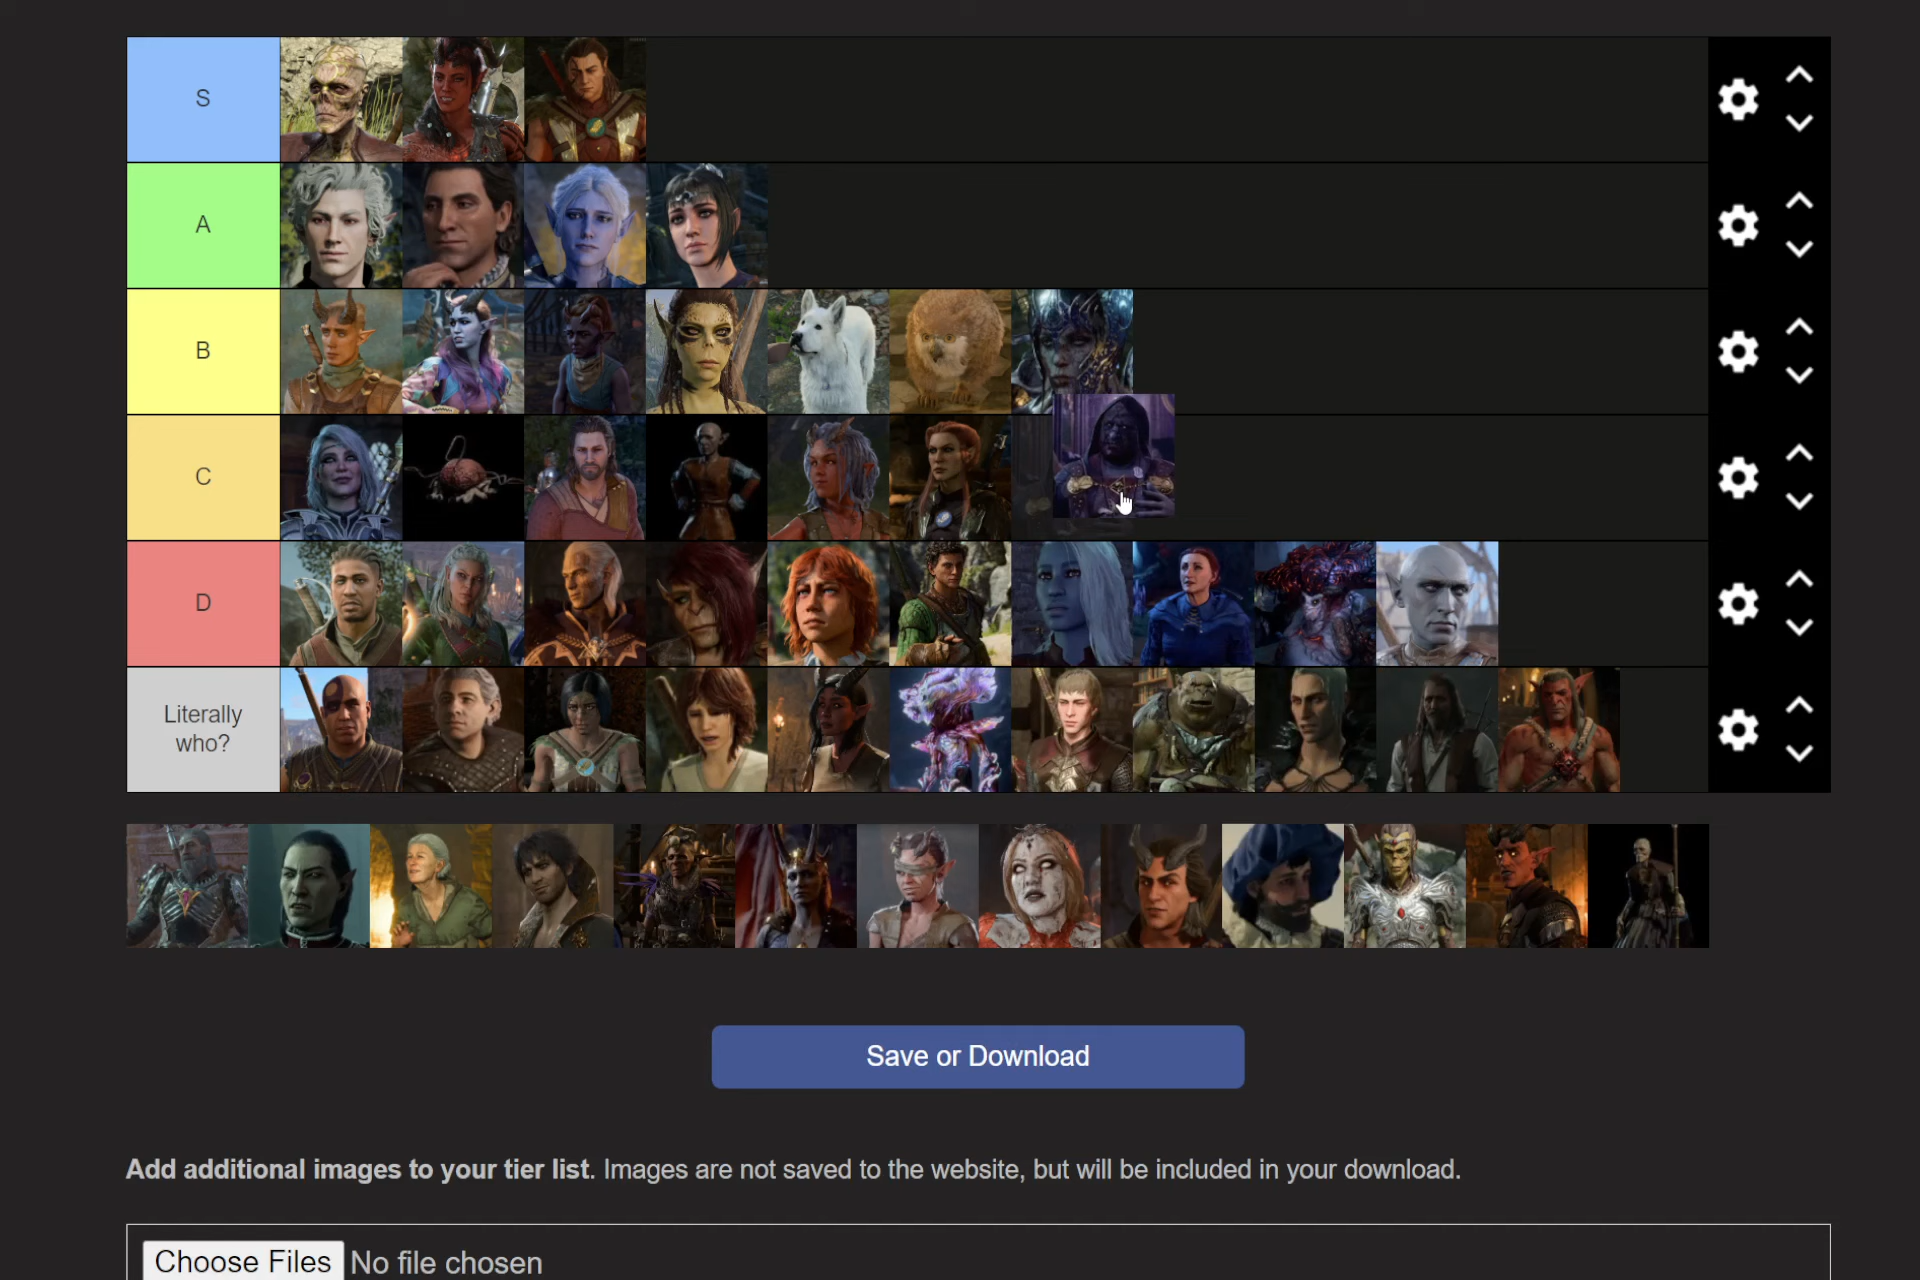 S
A
B
C
D
Literally
who?
Save or Download
Add additional images to your tier list. Images are not saved to the website, but will be included in your download.
Choose Files No file chosen